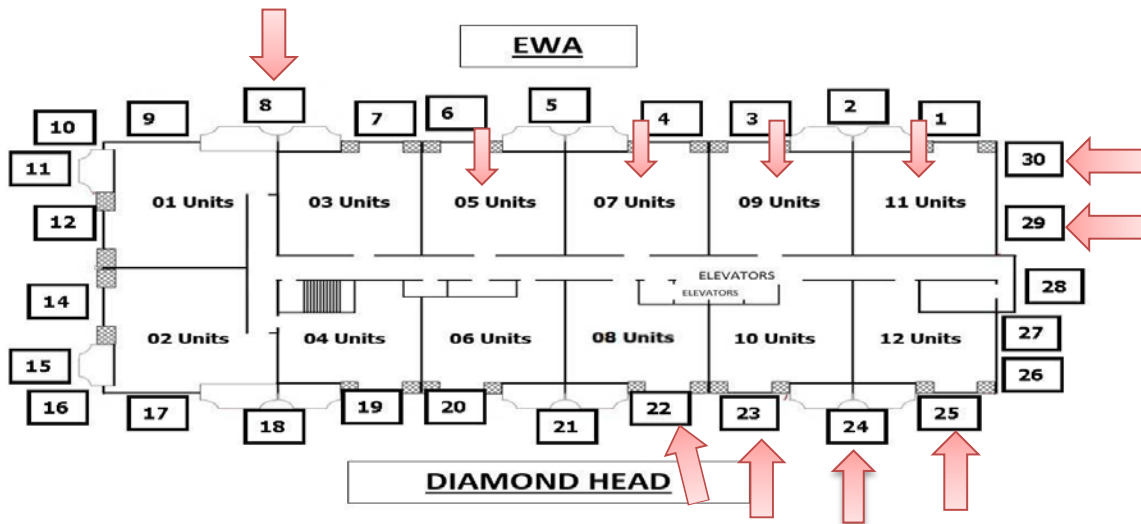 EWA
8
9
7
6
5
4
3
2
1
10
11
12
30
29
01 Units
03 Units
05 Units
07 Units
09 Units
11 Units
ELEVATORS
ELEVATORS
28
14
02 Units
04 Units
06 Units
08 Units
10 Units
12 Units
27
15
26
16
17
18
19
20
21
22
23
24
25
DIAMOND HEAD